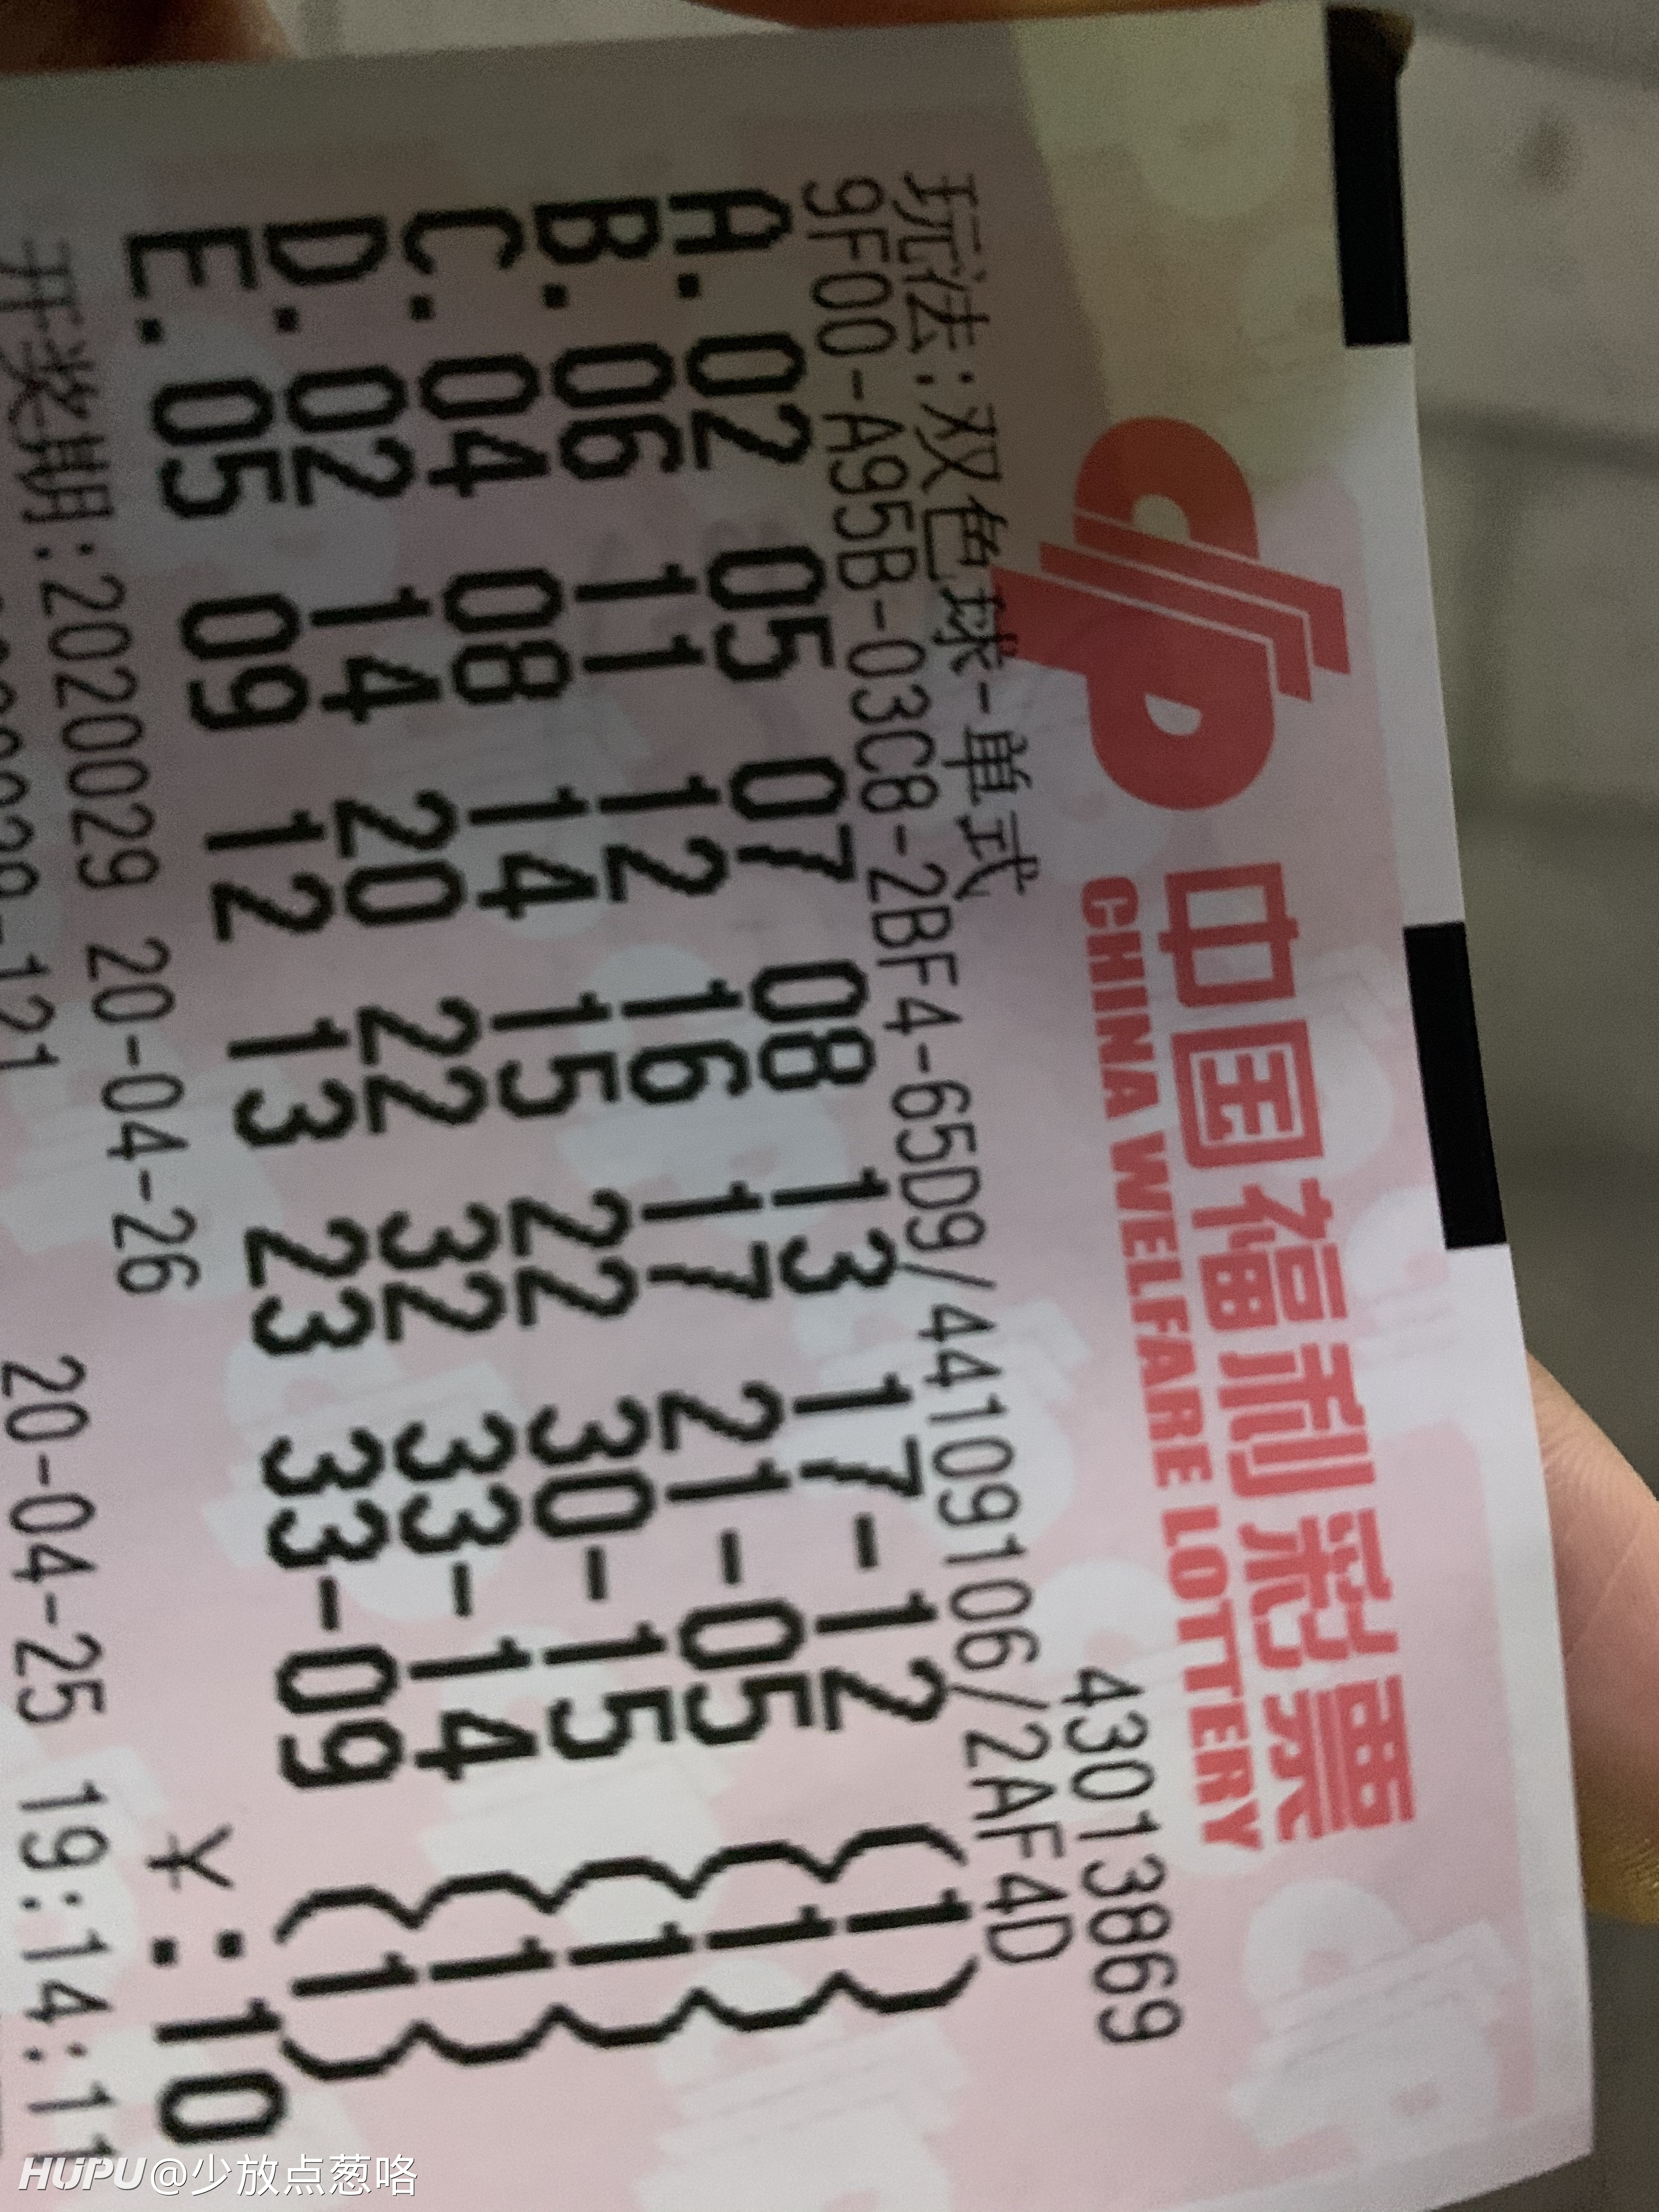 中国福利彩票
CHINA WELFARE LOTTERY
43013869
玩法:双色球-单式
9F00-A95B-03C8-2BF4-65D9/44109106/2AF4D
A.02 05 07 08 13 17-12 (1)
B.06 11 12 16 17 21-05 (1)
C.04 08 14 15 22 30-15 (1)
D.02 14 20 22 32 33-14 (1)
E.05 09 12 13 23 33-09 (1)
¥:10
开奖期:2020029 20-04-26
20-04-25 19:14:11
HUPU@少放点葱咯